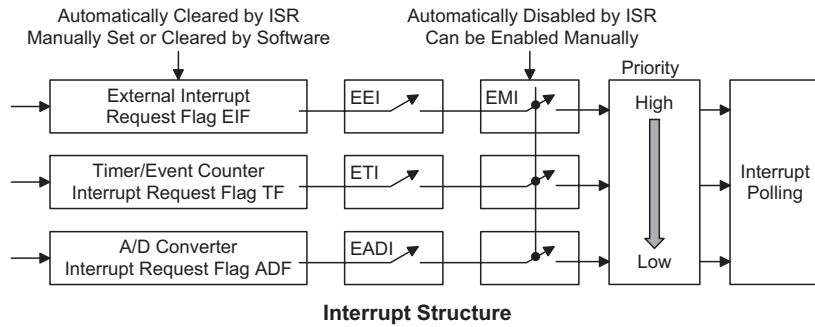 Automatically Cleared by ISR
Manually Set or Cleared by Software
Automatically Disabled by ISR
Can be Enabled Manually
Priority
External Interrupt
Request Flag EIF
EEI
EMI
High
Timer/Event Counter
Interrupt Request Flag TF
ETI
Interrupt
Polling
A/D Converter
Interrupt Request Flag ADF
EADI
Low
Interrupt Structure